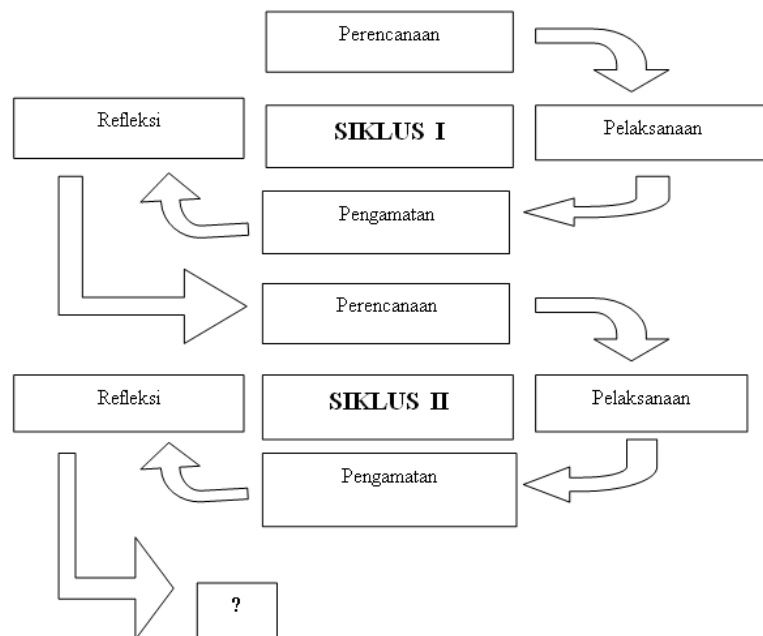 Perencanaan
Refleksi
SIKLUS I
Pelaksanaan
Pengamatan
Perencanaan
Refleksi
SIKLUS II
Pelaksanaan
Pengamatan
?